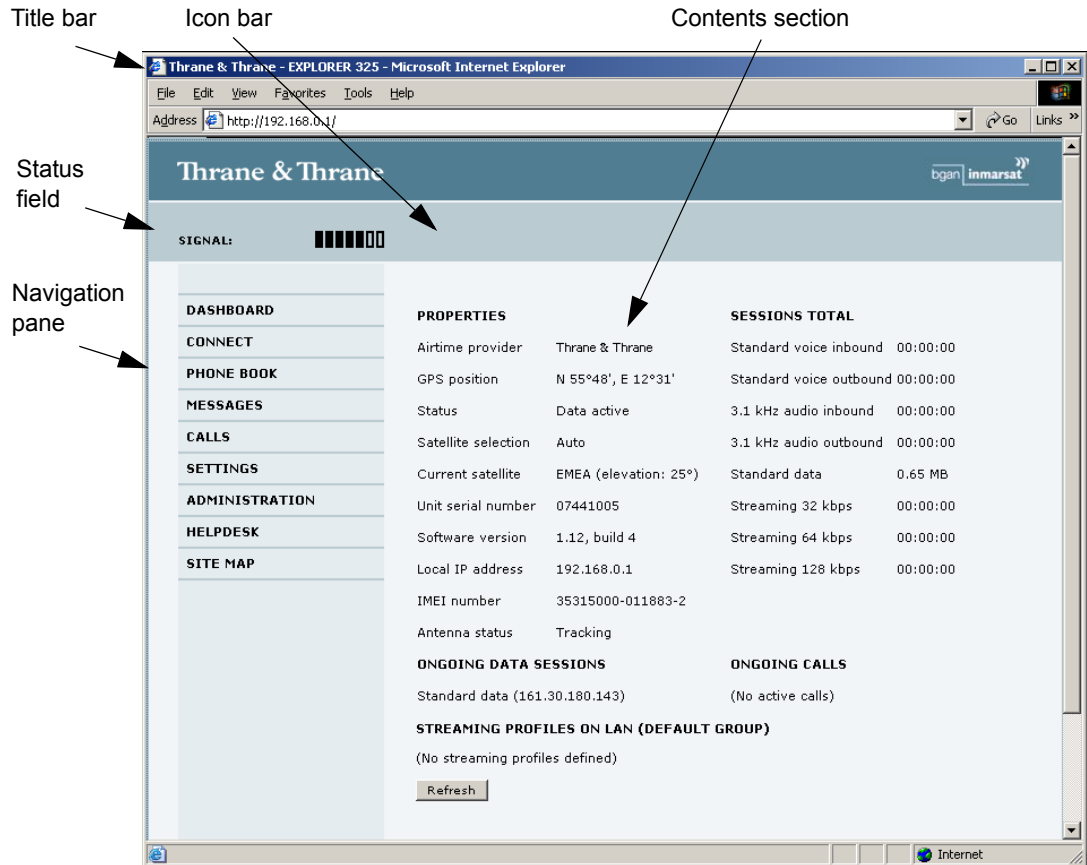 Title bar
Icon bar
Contents section
Thrane & Thrane - EXPLORER 325 - Microsoft Internet Explorer
File Edit View Favorites Tools Help
Address http://192.168.0.1/ Go Links »
Status
field
Thrane & Thrane
bgan inmarsat
SIGNAL:
Navigation
pane
DASHBOARD
CONNECT
PHONE BOOK
MESSAGES
CALLS
SETTINGS
ADMINISTRATION
HELPDESK
SITE MAP
PROPERTIES
Airtime provider Thrane & Thrane
GPS position N 55°48', E 12°31'
Status Data active
Satellite selection Auto
Current satellite EMEA (elevation: 25°)
Unit serial number 07441005
Software version 1.12, build 4
Local IP address 192.168.0.1
IMEI number 35315000-011883-2
Antenna status Tracking
SESSIONS TOTAL
Standard voice inbound 00:00:00
Standard voice outbound 00:00:00
3.1 kHz audio inbound 00:00:00
3.1 kHz audio outbound 00:00:00
Standard data 0.65 MB
Streaming 32 kbps 00:00:00
Streaming 64 kbps 00:00:00
Streaming 128 kbps 00:00:00
ONGOING DATA SESSIONS
Standard data (161.30.180.143)
ONGOING CALLS
(No active calls)
STREAMING PROFILES ON LAN (DEFAULT GROUP)
(No streaming profiles defined)
Refresh
Internet